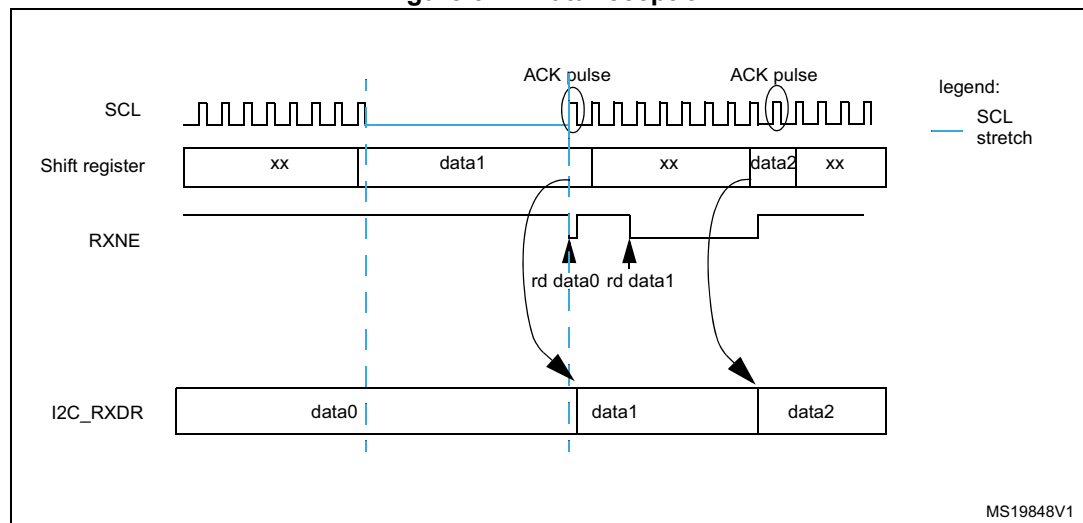 ACK pulse ACK pulse
legend:
SCL
SCL
stretch
Shift register
xx data1 xx data2 xx
RXNE
rd data0 rd data1
I2C_RXDR
data0 data1 data2
MS19848V1